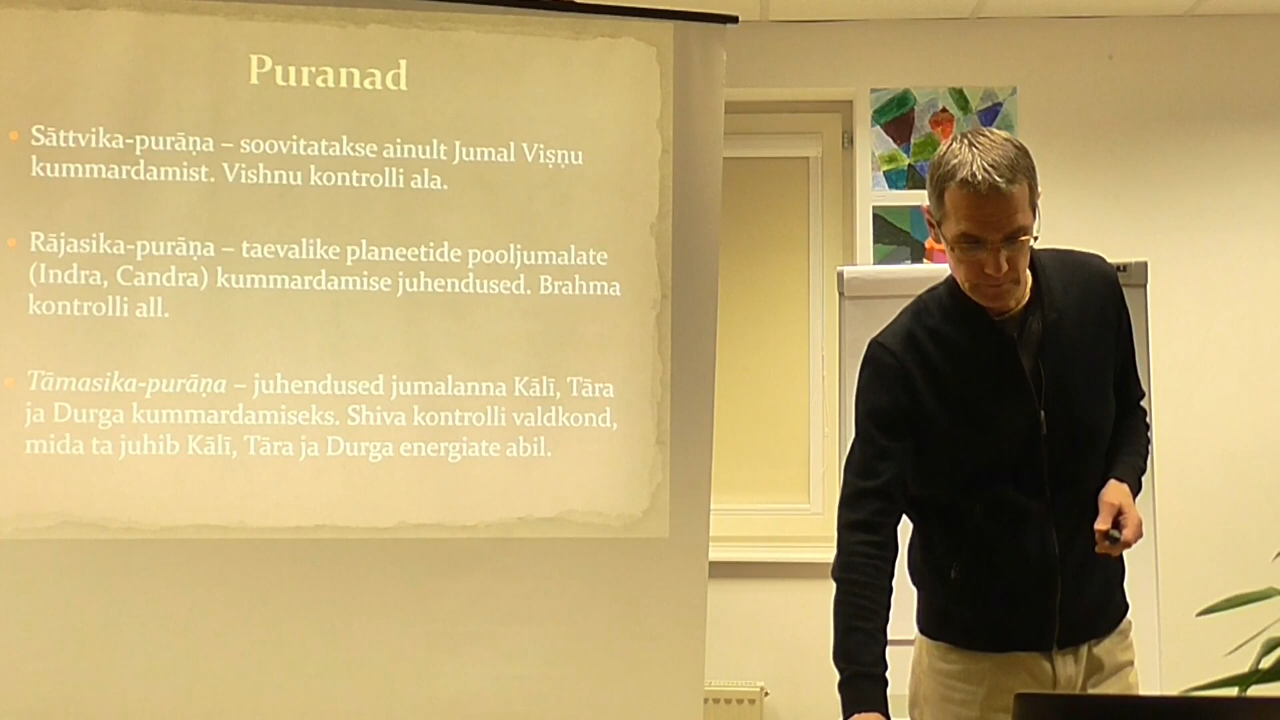 Puranad
Sāttvika-purāṇa – soovitatakse ainult Jumal Viṣṇu
kummardamist. Vishnu kontrolli ala.
Rājasika-purāṇa – taevalike planeetide pooljumalate
(Indra, Candra) kummardamise juhendused. Brahma
kontrolli all.
Tāmasika-purāṇa – juhendused jumalanna Kālī, Tāra
ja Durga kummardamiseks. Shiva kontrolli valdkond,
mida ta juhib Kālī, Tāra ja Durga energiate abil.